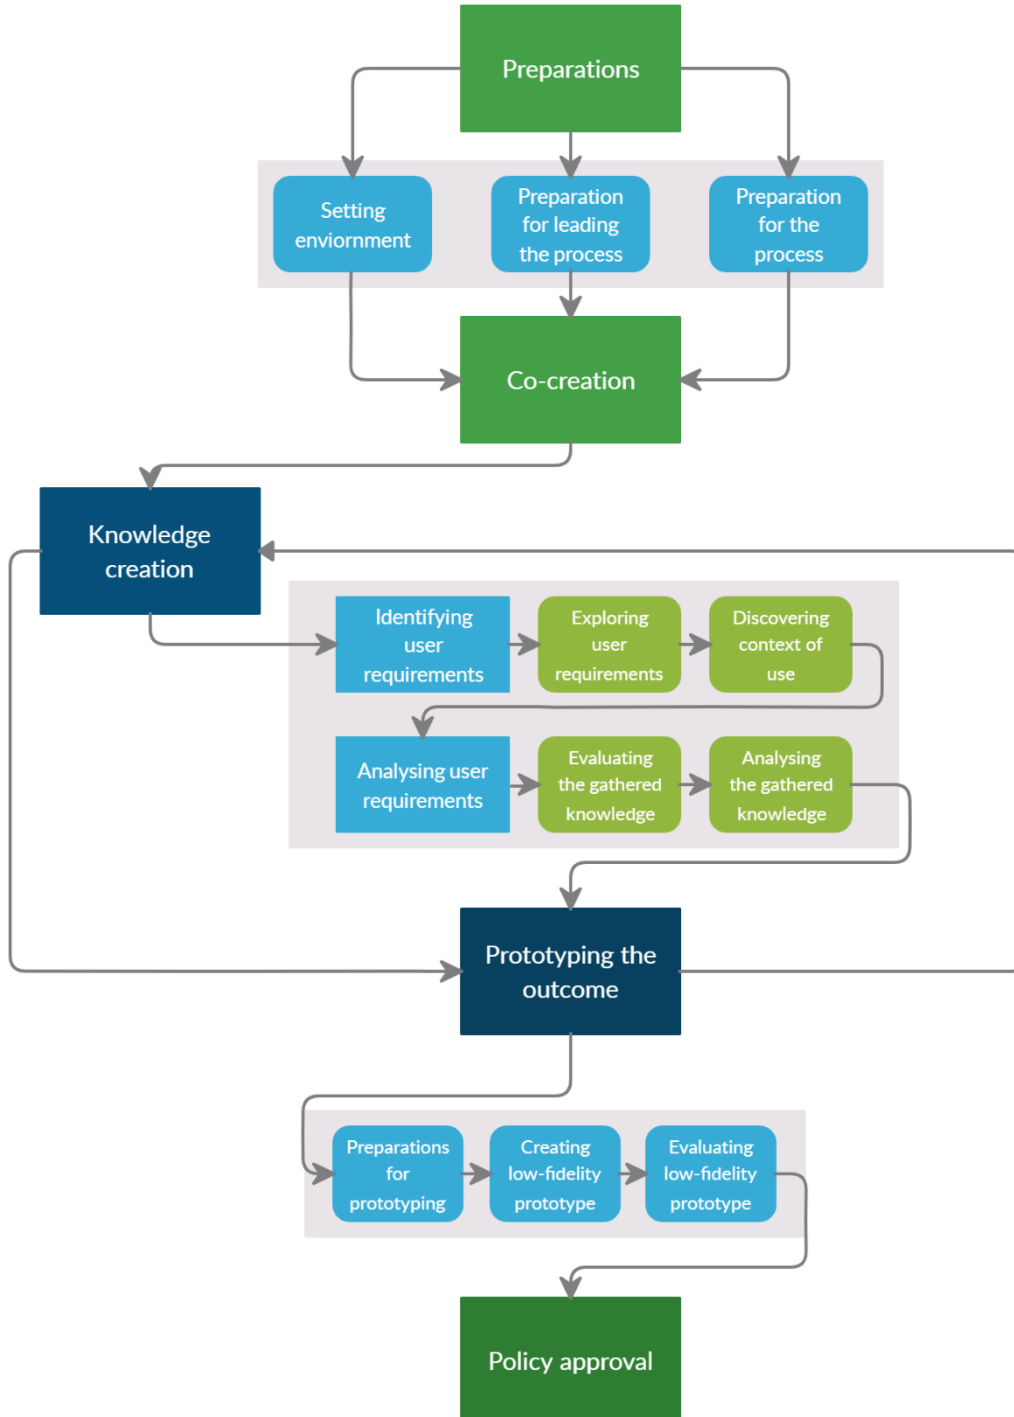 Preparations
Setting
enviornment
Preparation
for leading
the process
Preparation
for the
process
Co-creation
Knowledge
creation
Identifying
user
requirements
Exploring
user
requirements
Discovering
context of
use
Analysing user
requirements
Evaluating
the gathered
knowledge
Analysing
the gathered
knowledge
Prototyping the
outcome
Preparations
for
prototyping
Creating
low-fidelity
prototype
Evaluating
low-fidelity
prototype
Policy approval